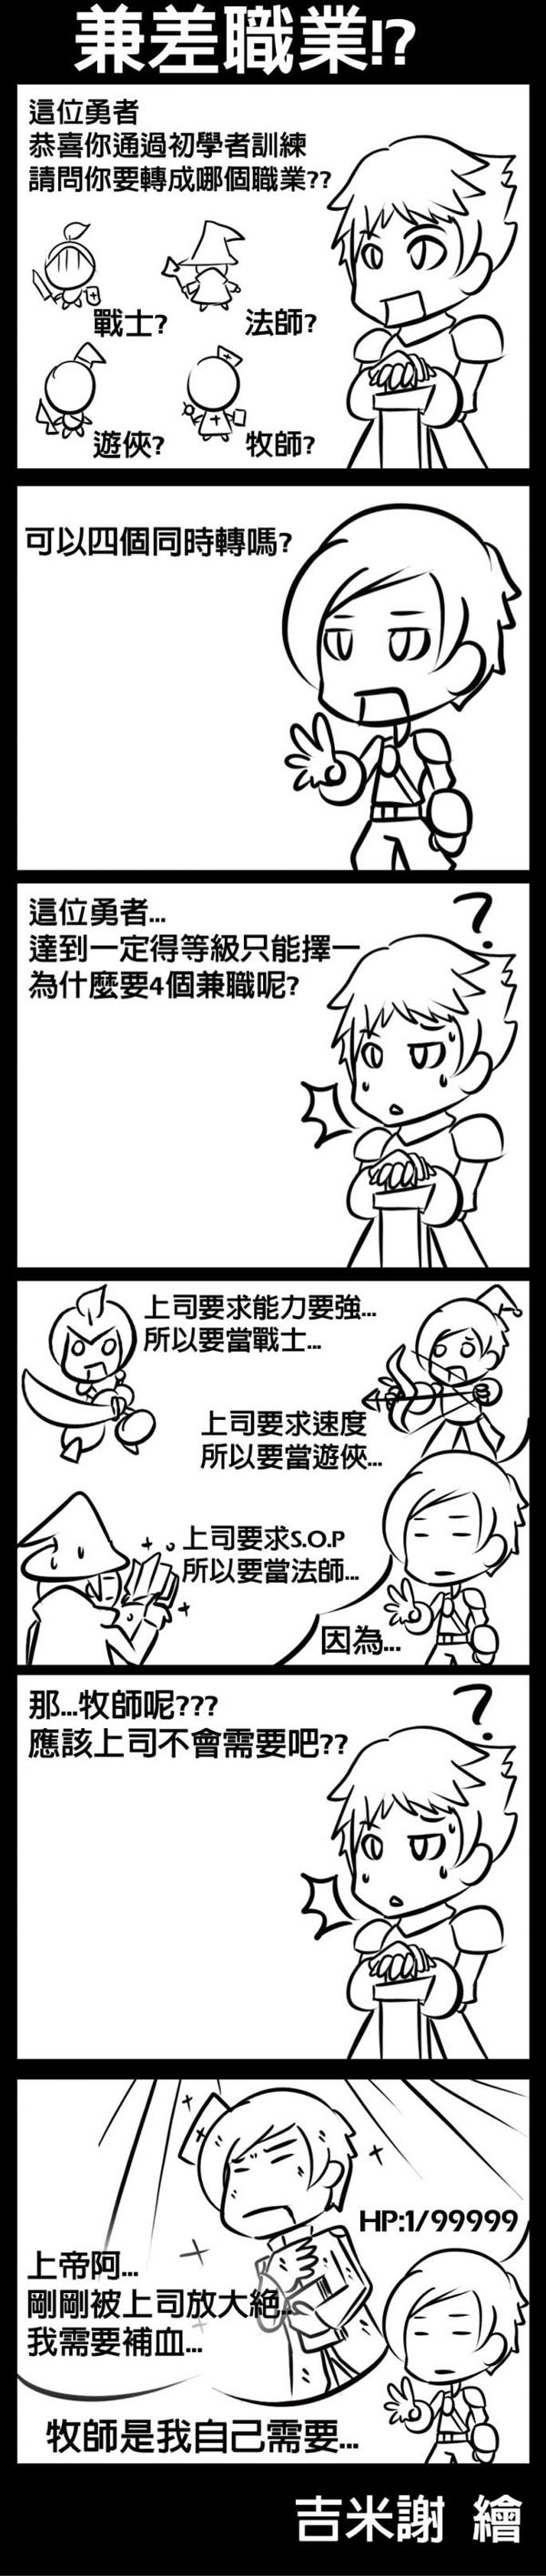 兼差職業!?
這位勇者
恭喜你通過初學者訓練
請問你要轉成哪個職業??
戰士?
法師?
遊俠?
牧師?
可以四個同時轉嗎?
?
這位勇者...
達到一定得等級只能擇一
為什麼要4個兼職呢?
上司要求能力要強...
所以要當戰士...
上司要求速度
所以要當遊俠...
上司要求S.O.P
所以要當法師...
因為...
?
那...牧師呢???
應該上司不會需要吧??
HP:1/99999
上帝阿...
剛剛被上司放大絕...
我需要補血...
牧師是我自己需要...
吉米謝 繪